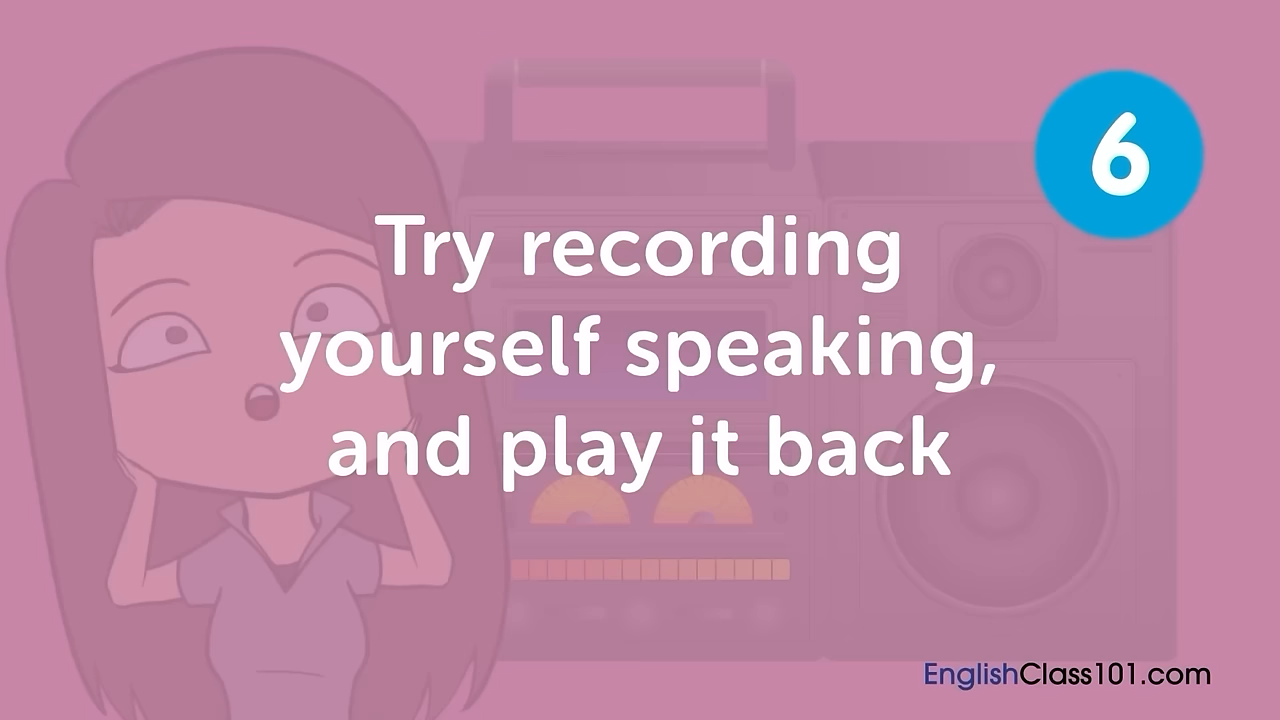 6
Try recording
yourself speaking,
and play it back
EnglishClass101.com